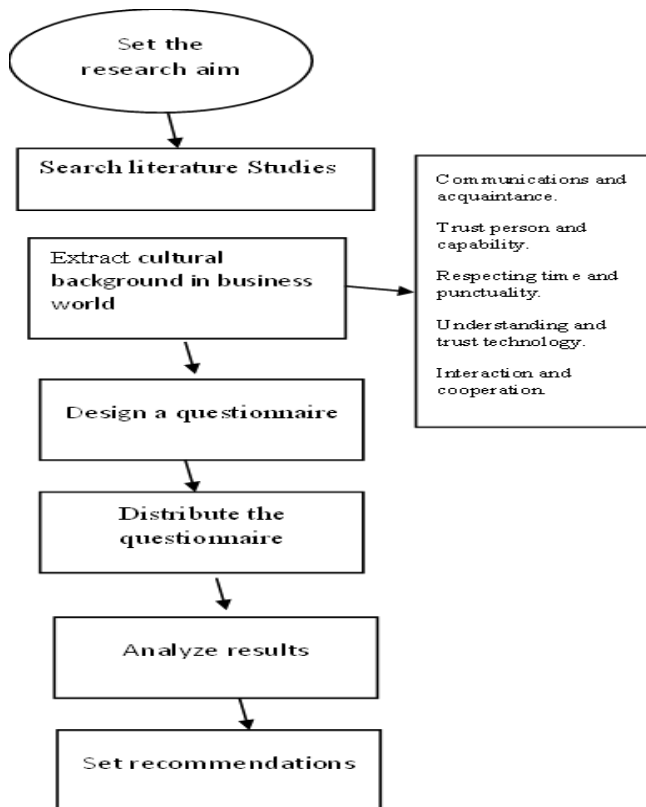 Set the
research aim
Search literature Studies
Extract cultural
background in business
world
Communications and
acquaintance.
Trust person and
capability.
Respecting time and
punctuality.
Understanding and
trust technology.
Interaction and
cooperation.
Design a questionnaire
Distribute the
questionnaire
Analyze results
Set recommendations